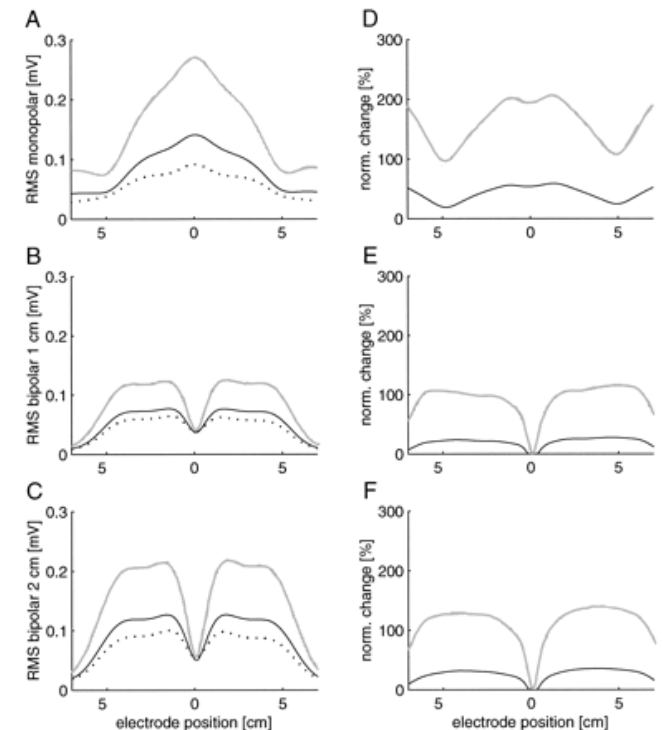 A
RMS monopolar [mV]
0.3
0.2
0.1
0
5 0 5
D
norm. change [%]
300
200
100
0
5 0 5
B
RMS bipolar 1 cm [mV]
0.3
0.2
0.1
0
5 0 5
E
norm. change [%]
300
200
100
0
5 0 5
C
RMS bipolar 2 cm [mV]
0.3
0.2
0.1
0
5 0 5
electrode position [cm]
F
norm. change [%]
300
200
100
0
5 0 5
electrode position [cm]